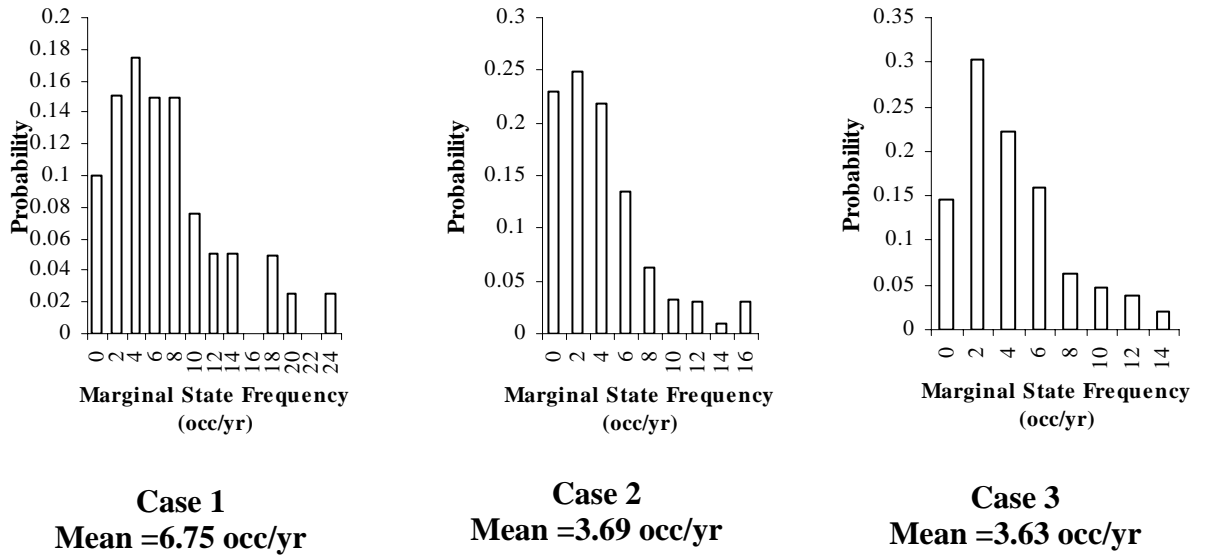 0.2
0.18
0.16
0.14
0.12
0.1
0.08
0.06
0.04
0.02
0
Probability
0 2 4 6 8 10 12 14 16 18 20 22 24
Marginal State Frequency
(occ/yr)
Case 1
Mean =6.75 occ/yr
0.3
0.25
0.2
0.15
0.1
0.05
0
Probability
0 2 4 6 8 10 12 14 16
Marginal State Frequency
(occ/yr)
Case 2
Mean =3.69 occ/yr
0.35
0.3
0.25
0.2
0.15
0.1
0.05
0
Probability
0 2 4 6 8 10 12 14
Marginal State Frequency
(occ/yr)
Case 3
Mean =3.63 occ/yr